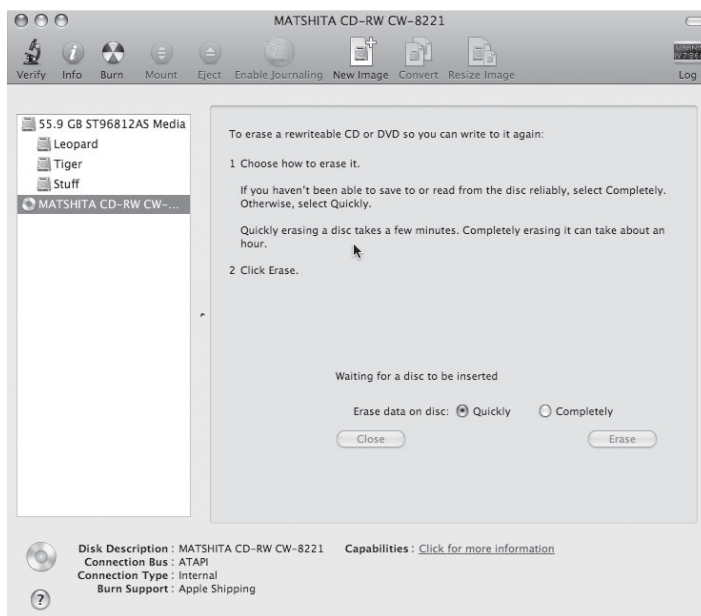 MATSHITA CD-RW CW-8221
Verify Info Burn Mount Eject Enable Journaling New Image Convert Resize Image Log
55.9 GB ST96812AS Media
Leopard
Tiger
Stuff
MATSHITA CD-RW CW-...
To erase a rewriteable CD or DVD so you can write to it again:
1 Choose how to erase it.
If you haven't been able to save to or read from the disc reliably, select Completely.
Otherwise, select Quickly.
Quickly erasing a disc takes a few minutes. Completely erasing it can take about an
hour.
2 Click Erase.
Waiting for a disc to be inserted
Erase data on disc: Quickly Completely
Close Erase
Disk Description : MATSHITA CD-RW CW-8221
Connection Bus : ATAPI
Connection Type : Internal
Burn Support : Apple Shipping
Capabilities : Click for more information
?